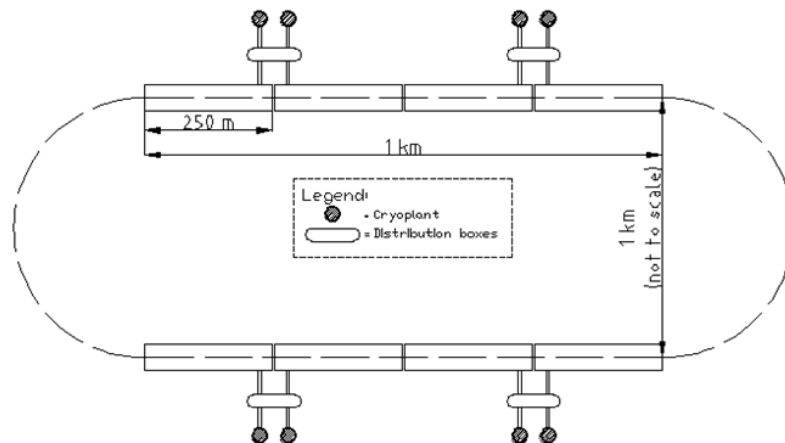 250 m
1 km
Legend:
- Cryoplant
= Distribution boxes
1 km
(not to scale)